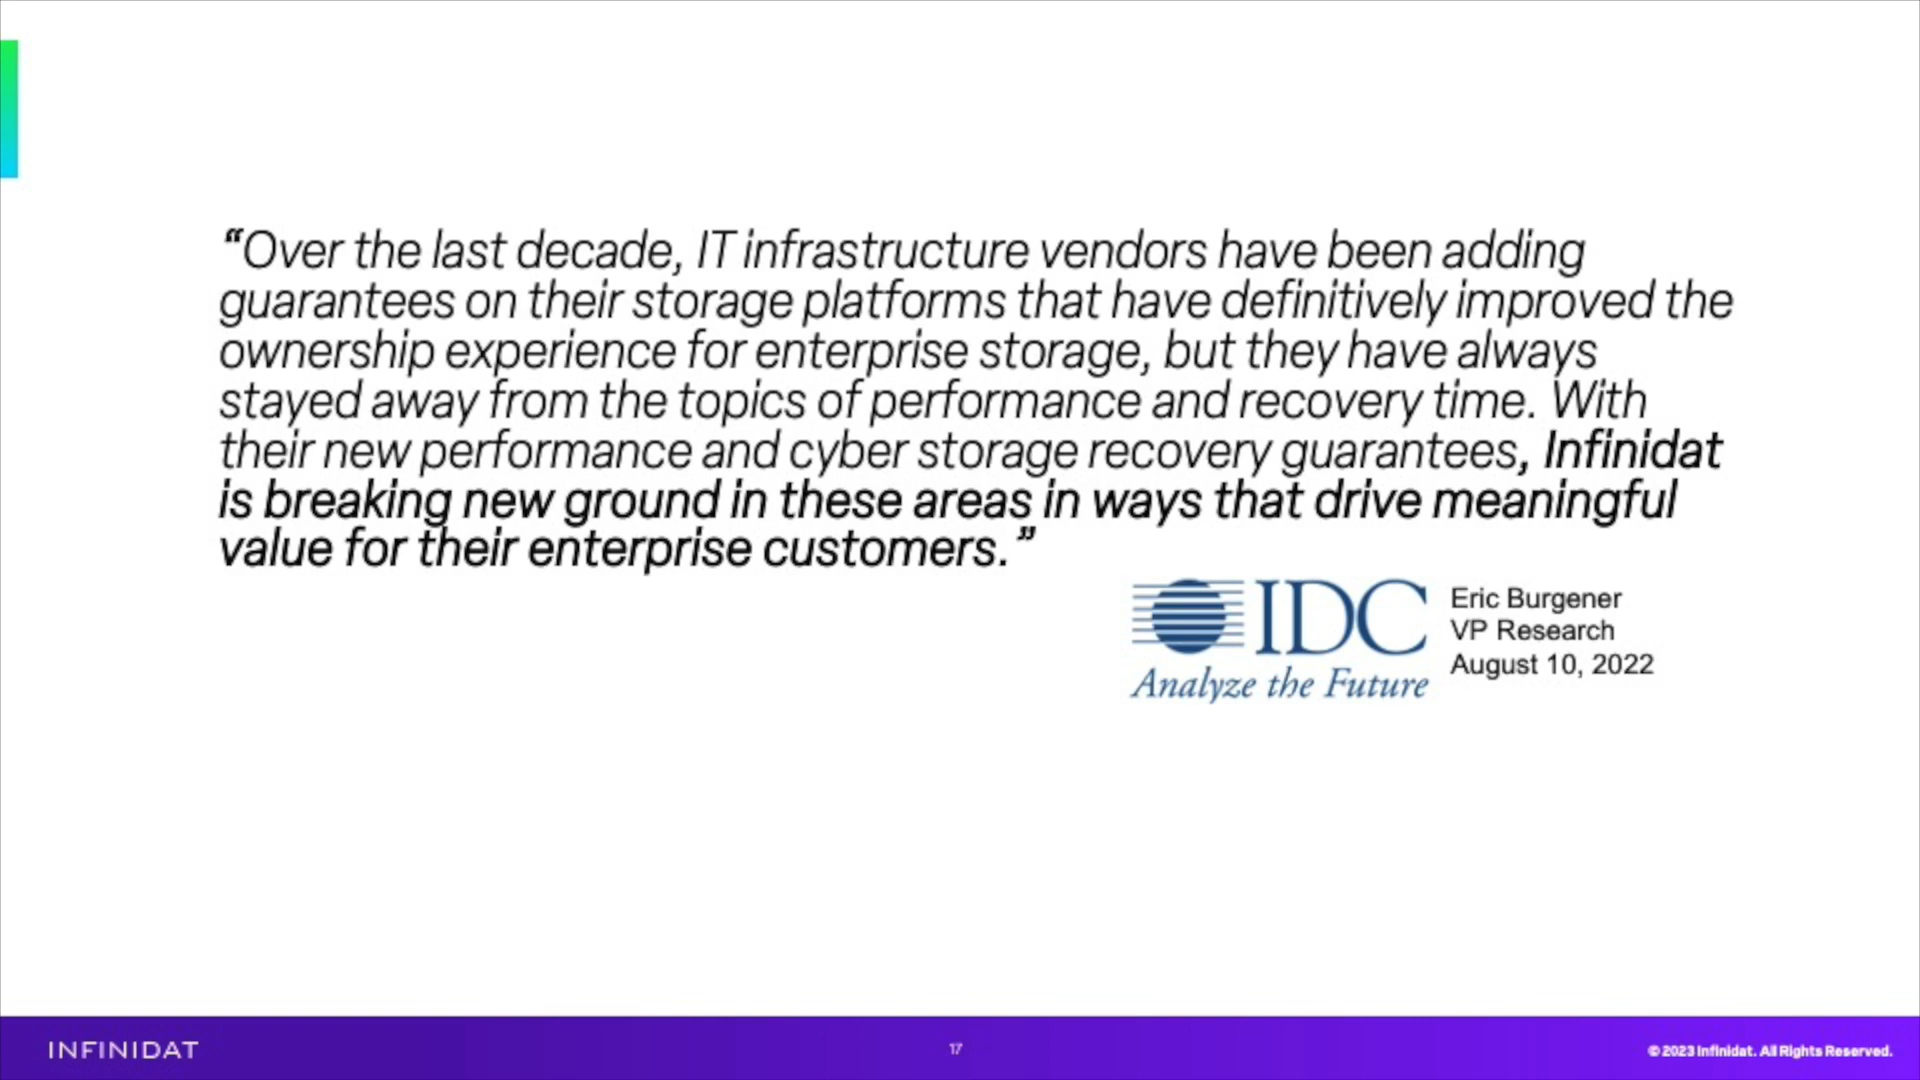 “Over the last decade, IT infrastructure vendors have been adding
guarantees on their storage platforms that have definitively improved the
ownership experience for enterprise storage, but they have always
stayed away from the topics of performance and recovery time. With
their new performance and cyber storage recovery guarantees, Infinidat
is breaking new ground in these areas in ways that drive meaningful
value for their enterprise customers.”
IDC
Analyze the Future
Eric Burgener
VP Research
August 10, 2022
INFINIDAT
17
© 2023 Infinidat. All Rights Reserved.